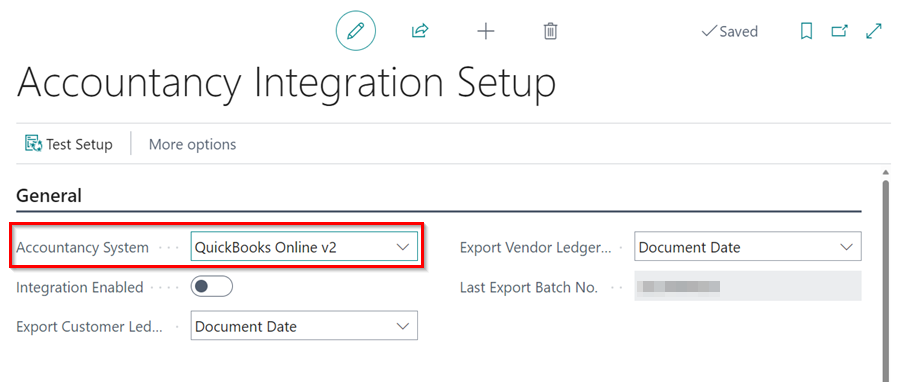 Saved
Accountancy Integration Setup
Test Setup More options
General
Accountancy System QuickBooks Online v2 Export Vendor Ledger... Document Date
Integration Enabled Last Export Batch No.
Export Customer Led... Document Date